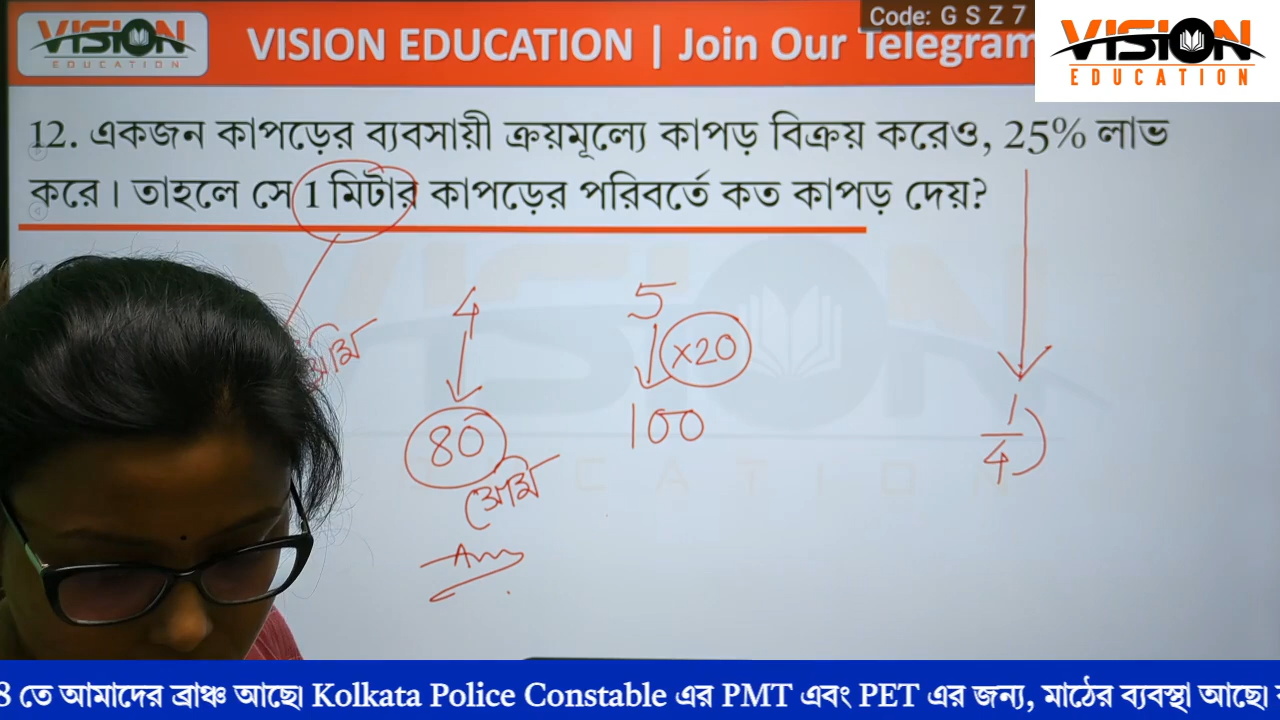 Code: G S Z 7
VISION
EDUCATION
VISION EDUCATION | Join Our Telegram
VISION
EDUCATION
12. একজন কাপড়ের ব্যবসায়ী ক্রয়মূল্যে কাপড় বিক্রয় করেও, 25% লাভ
করে। তাহলে সে 1 মিটার কাপড়ের পরিবর্তে কত কাপড় দেয়?
4 5
সেমি
×20
80 100
1/4
সেমি
Ans
8 তে আমাদের ব্রাঞ্চ আছে। Kolkata Police Constable এর PMT এবং PET এর জন্য, মাঠের ব্যবস্থা আছে।